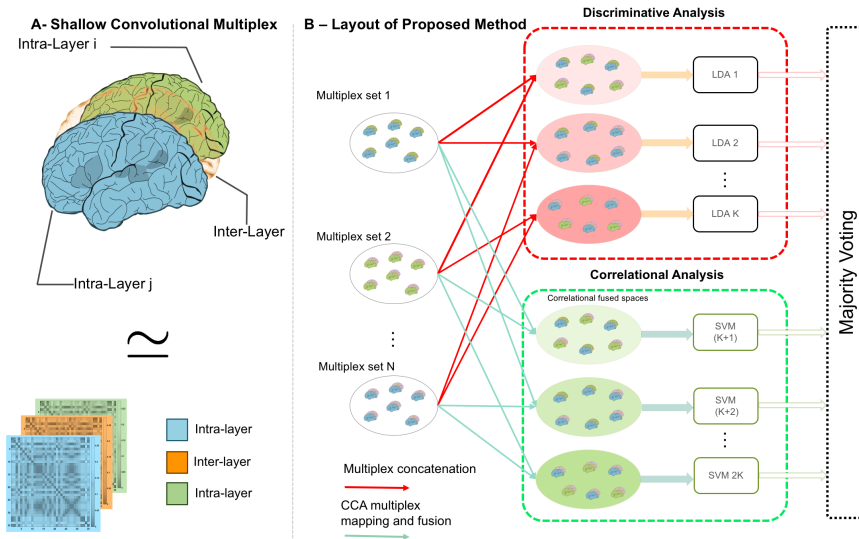 A- Shallow Convolutional Multiplex
Intra-Layer i
Inter-Layer
Intra-Layer j
≃
Intra-layer
Inter-layer
Intra-layer
B – Layout of Proposed Method
Discriminative Analysis
Multiplex set 1
Multiplex set 2
⋮
Multiplex set N
LDA 1
LDA 2
⋮
LDA K
Correlational Analysis
Correlational fused spaces
SVM
(K+1)
SVM
(K+2)
⋮
SVM 2K
Multiplex concatenation
CCA multiplex
mapping and fusion
Majority Voting